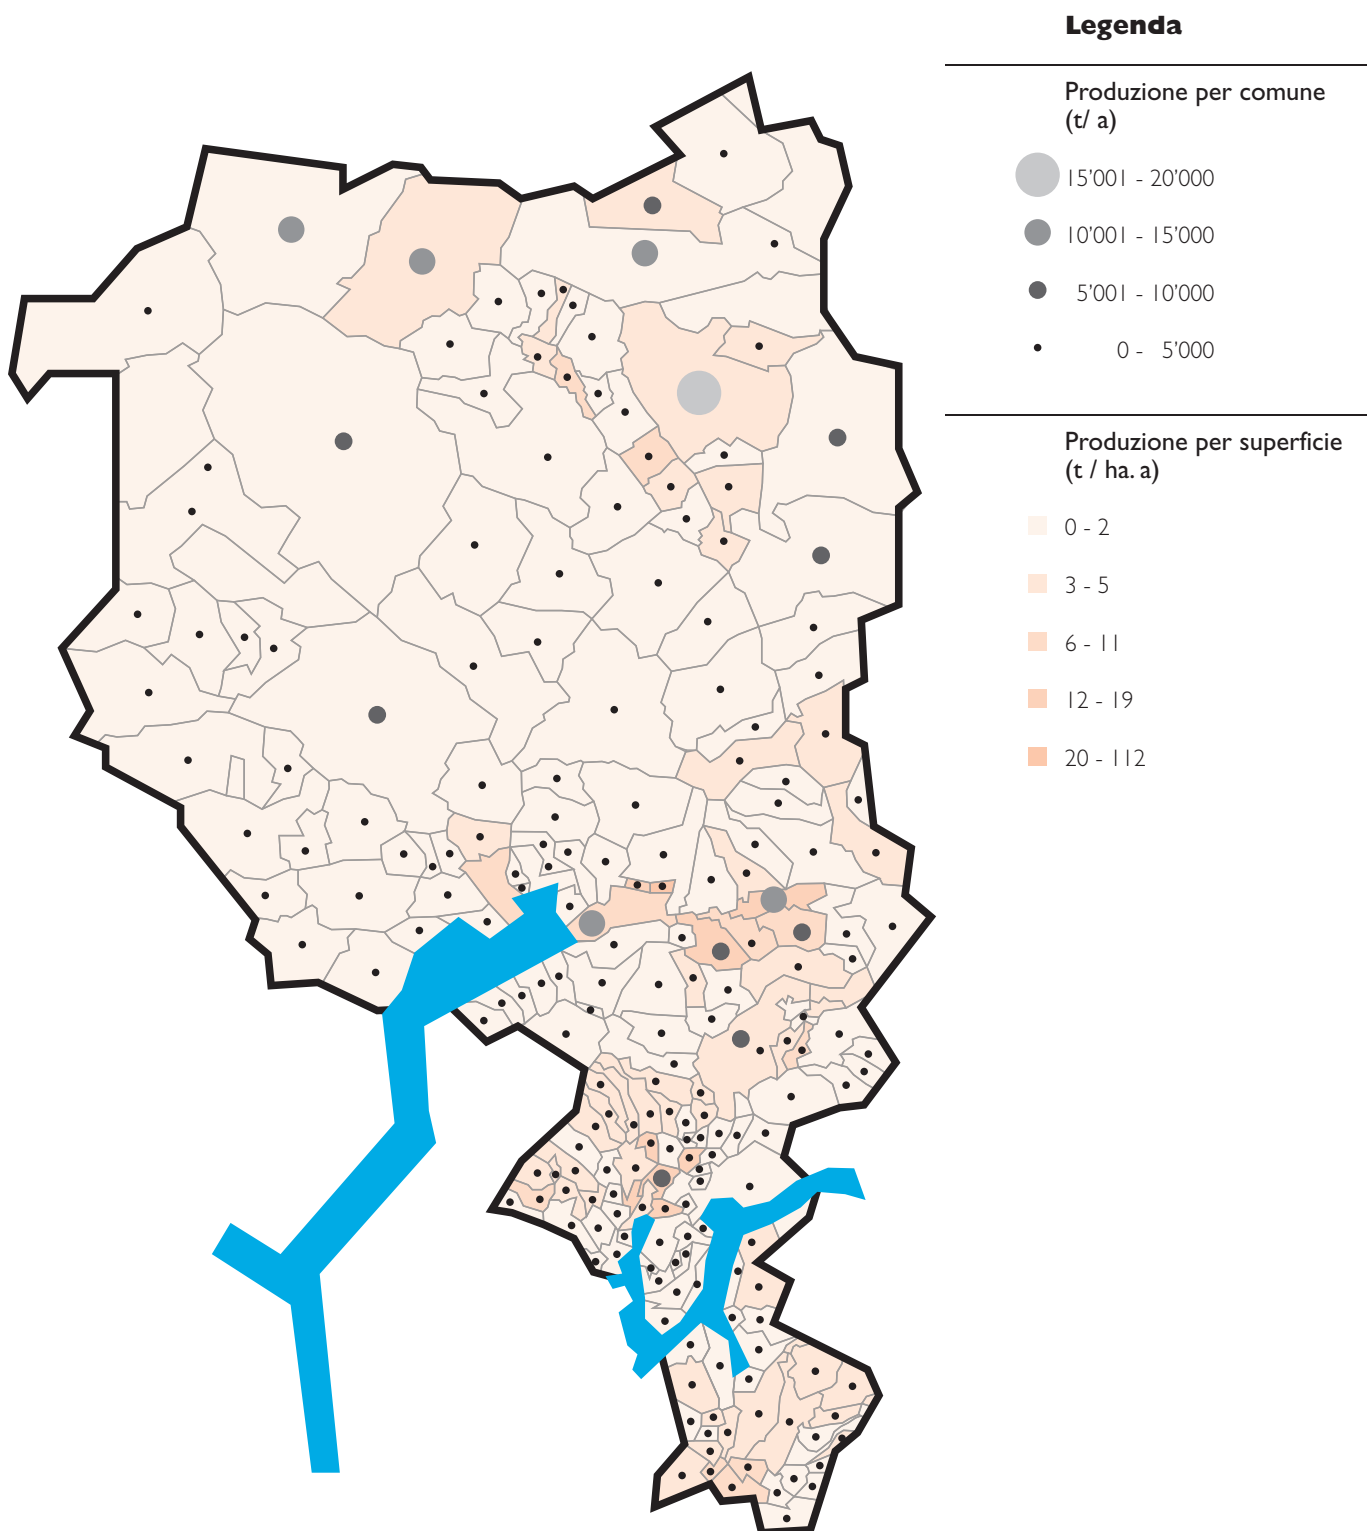 Legenda
Produzione per comune
(t/ a)
15'001 - 20'000
10'001 - 15'000
5'001 - 10'000
0 - 5'000
Produzione per superficie
(t / ha. a)
0 - 2
3 - 5
6 - 11
12 - 19
20 - 112